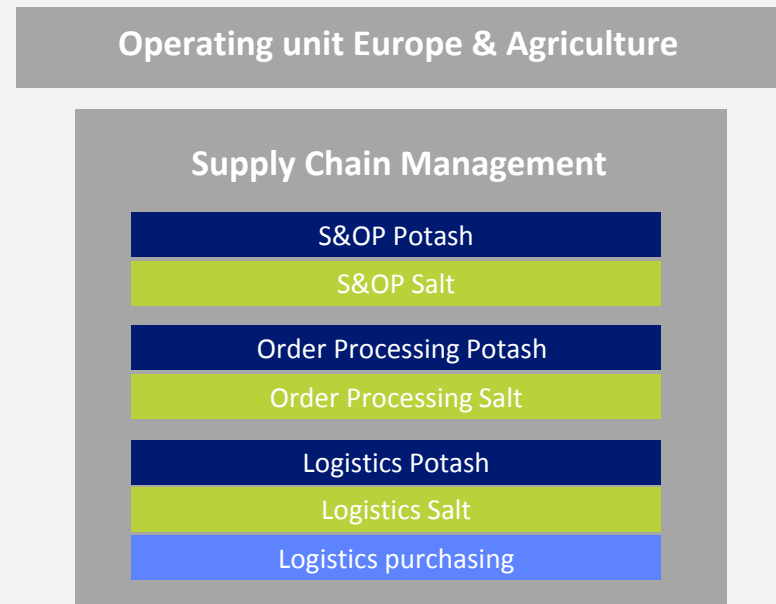 Operating unit Europe & Agriculture
Supply Chain Management
S&OP Potash
S&OP Salt
Order Processing Potash
Order Processing Salt
Logistics Potash
Logistics Salt
Logistics purchasing